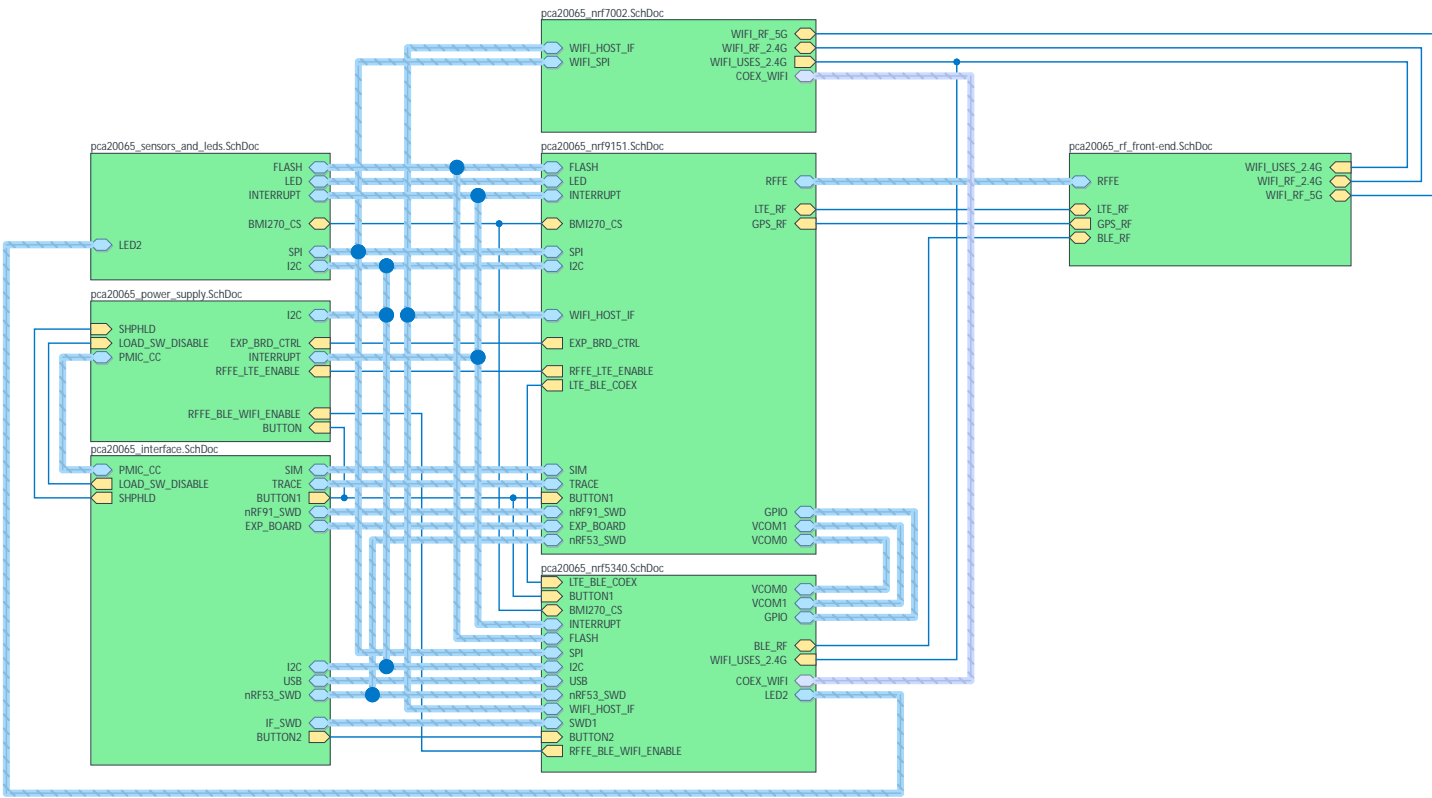 pca20065_nrf7002.SchDoc
WIFI_HOST_IF
WIFI_SPI
WIFI_RF_5G
WIFI_RF_2.4G
WIFI_USES_2.4G
COEX_WIFI
pca20065_sensors_and_leds.SchDoc
FLASH
LED
INTERRUPT
BMI270_CS
LED2
SPI
I2C
pca20065_nrf9151.SchDoc
FLASH
LED
INTERRUPT
BMI270_CS
SPI
I2C
WIFI_HOST_IF
EXP_BRD_CTRL
RFFE_LTE_ENABLE
LTE_BLE_COEX
SIM
TRACE
BUTTON1
nRF91_SWD
EXP_BOARD
nRF53_SWD
RFFE
LTE_RF
GPS_RF
GPIO
VCOM1
VCOM0
pca20065_rf_front-end.SchDoc
RFFE
LTE_RF
GPS_RF
BLE_RF
WIFI_USES_2.4G
WIFI_RF_2.4G
WIFI_RF_5G
pca20065_power_supply.SchDoc
SHPHLD
LOAD_SW_DISABLE
PMIC_CC
I2C
EXP_BRD_CTRL
INTERRUPT
RFFE_LTE_ENABLE
RFFE_BLE_WIFI_ENABLE
BUTTON
pca20065_interface.SchDoc
PMIC_CC
LOAD_SW_DISABLE
SHPHLD
SIM
TRACE
BUTTON1
nRF91_SWD
EXP_BOARD
I2C
USB
nRF53_SWD
IF_SWD
BUTTON2
pca20065_nrf5340.SchDoc
LTE_BLE_COEX
BUTTON1
BMI270_CS
INTERRUPT
FLASH
SPI
I2C
USB
nRF53_SWD
WIFI_HOST_IF
SWD1
BUTTON2
RFFE_BLE_WIFI_ENABLE
VCOM0
VCOM1
GPIO
BLE_RF
WIFI_USES_2.4G
COEX_WIFI
LED2